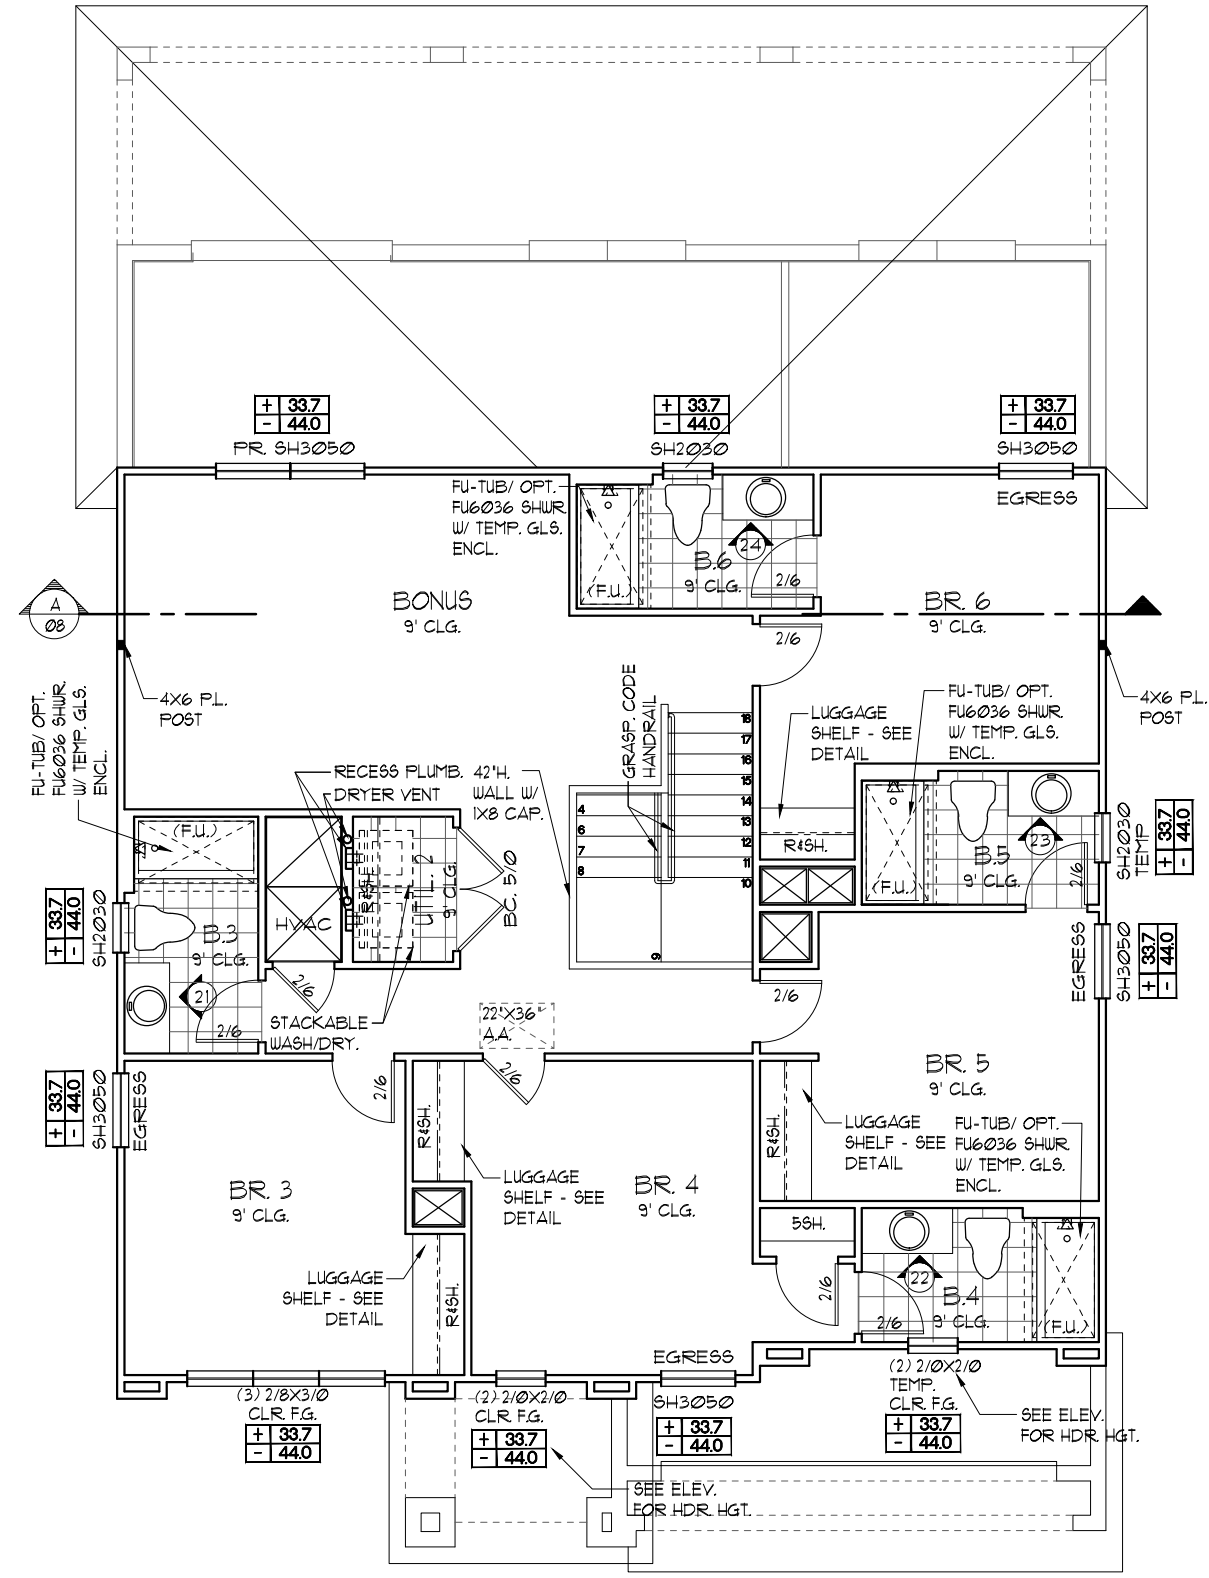 + 33.7
- 44.0
PR. SH3050
+ 33.7
- 44.0
SH2030
+ 33.7
- 44.0
SH3050
EGRESS
FU-TUB/ OPT.
FU6036 SHWR.
W/ TEMP. GLS.
ENCL.
(F.U.)
24
B.6
9' CLG.
2/6
A
08
BONUS
9' CLG.
BR. 6
9' CLG.
2/6
4X6 P.L.
POST
4X6 P.L.
POST
FU-TUB/ OPT.
FU6036 SHWR.
W/ TEMP. GLS.
ENCL.
GRASP. CODE
HANDRAIL
LUGGAGE
SHELF - SEE
DETAIL
FU-TUB/ OPT.
FU6036 SHWR.
W/ TEMP. GLS.
ENCL.
RECESS PLUMB.
DRYER VENT
42"H.
WALL W/
1X8 CAP.
18
17
16
15
14
13
12
11
10
4
6
7
8
9
R&SH.
(F.U.)
23
B.5
9' CLG.
2/6
SH2030
TEMP
+ 33.7
- 44.0
(F.U.)
HVAC
R&SH.
UTIL. 2
9' CLG.
BC. 5/0
+ 33.7
- 44.0
SH2030
B.3
9' CLG.
21
2/6
2/6
STACKABLE
WASH/DRY.
22"X36"
A.A.
2/6
EGRESS
SH3050
+ 33.7
- 44.0
+ 33.7
- 44.0
SH3050
EGRESS
2/6
2/6
BR. 5
9' CLG.
R&SH.
R&SH.
LUGGAGE
SHELF - SEE
DETAIL
FU-TUB/ OPT.
FU6036 SHWR.
W/ TEMP. GLS.
ENCL.
BR. 3
9' CLG.
LUGGAGE
SHELF - SEE
DETAIL
BR. 4
9' CLG.
5SH.
LUGGAGE
SHELF - SEE
DETAIL
R&SH.
2/6
22
B.4
9' CLG.
2/6
(F.U.)
EGRESS
SH3050
+ 33.7
- 44.0
(3) 2/8X3/0
CLR. F.G.
+ 33.7
- 44.0
(2) 2/0X2/0
CLR. F.G.
+ 33.7
- 44.0
(2) 2/0X2/0
TEMP.
CLR. F.G.
+ 33.7
- 44.0
SEE ELEV.
FOR HDR. HGT.
SEE ELEV.
FOR HDR. HGT.